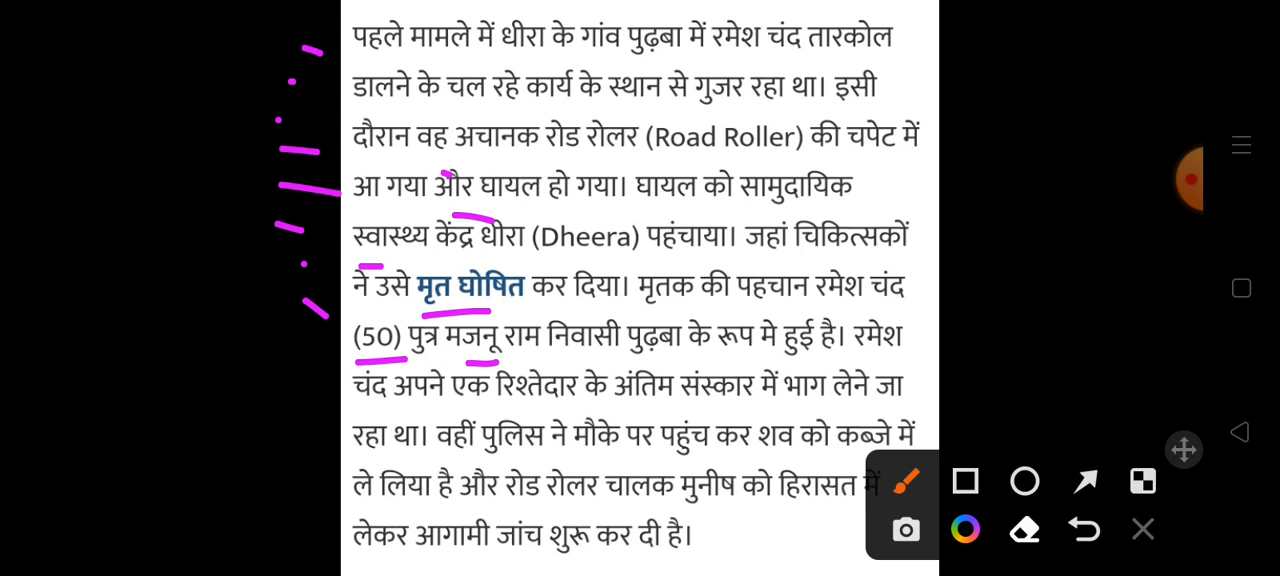 पहले मामले में धीरा के गांव पुढ़बा में रमेश चंद तारकोल
डालने के चल रहे कार्य के स्थान से गुजर रहा था। इसी
दौरान वह अचानक रोड रोलर (Road Roller) की चपेट में
आ गया और घायल हो गया। घायल को सामुदायिक
स्वास्थ्य केंद्र धीरा (Dheera) पहंचाया। जहां चिकित्सकों
ने उसे मृत घोषित कर दिया। मृतक की पहचान रमेश चंद
(50) पुत्र मजनू राम निवासी पुढ़बा के रूप मे हुई है। रमेश
चंद अपने एक रिश्तेदार के अंतिम संस्कार में भाग लेने जा
रहा था। वहीं पुलिस ने मौके पर पहुंच कर शव को कब्जे में
ले लिया है और रोड रोलर चालक मुनीष को हिरासत में
लेकर आगामी जांच शुरू कर दी है।